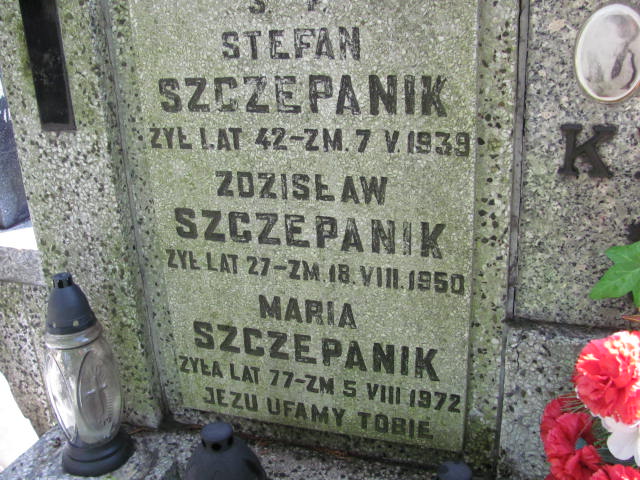 Ś P
STEFAN
SZCZEPANIK
ŻYŁ LAT 42-ZM. 7 V. 1939
ZDZISŁAW
SZCZEPANIK
ŻYŁ LAT 27-ZM. 18. VIII. 1950
MARIA
SZCZEPANIK
ŻYŁA LAT 77-ZM 5 VIII 1972
JEZU UFAMY TOBIE
K